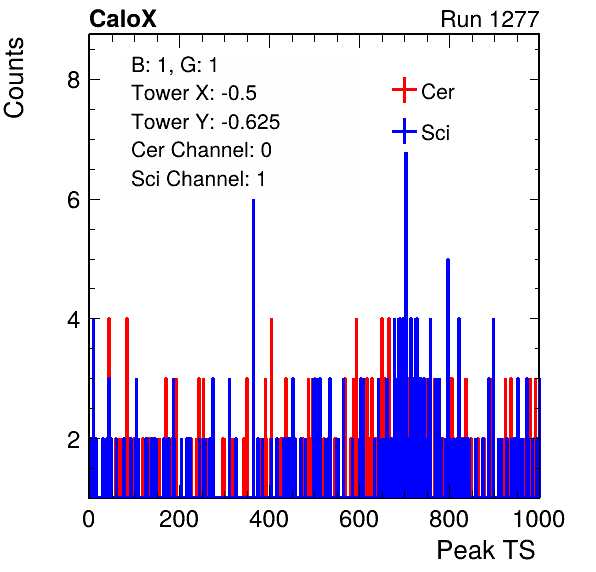 CaloX Run 1277
Counts
B: 1, G: 1
Tower X: -0.5
Tower Y: -0.625
Cer Channel: 0
Sci Channel: 1
Cer
Sci
8
6
4
2
0 200 400 600 800 1000
Peak TS